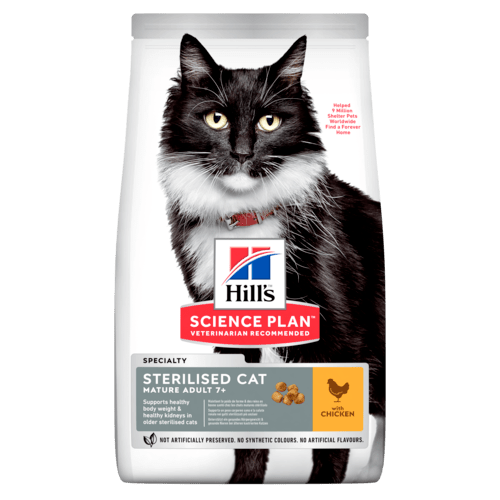 Helped
9 Million
Shelter Pets
Worldwide
Find a Forever
Home.
Hill's
SCIENCE PLAN™
VETERINARIAN RECOMMENDED
SPECIALTY
STERILISED CAT
MATURE ADULT 7+
Supports healthy
body weight &
healthy kidneys in
older sterilised cats
with
CHICKEN
NOT ARTIFICIALLY PRESERVED. NO SYNTHETIC COLOURS. NO ARTIFICIAL FLAVOURS.